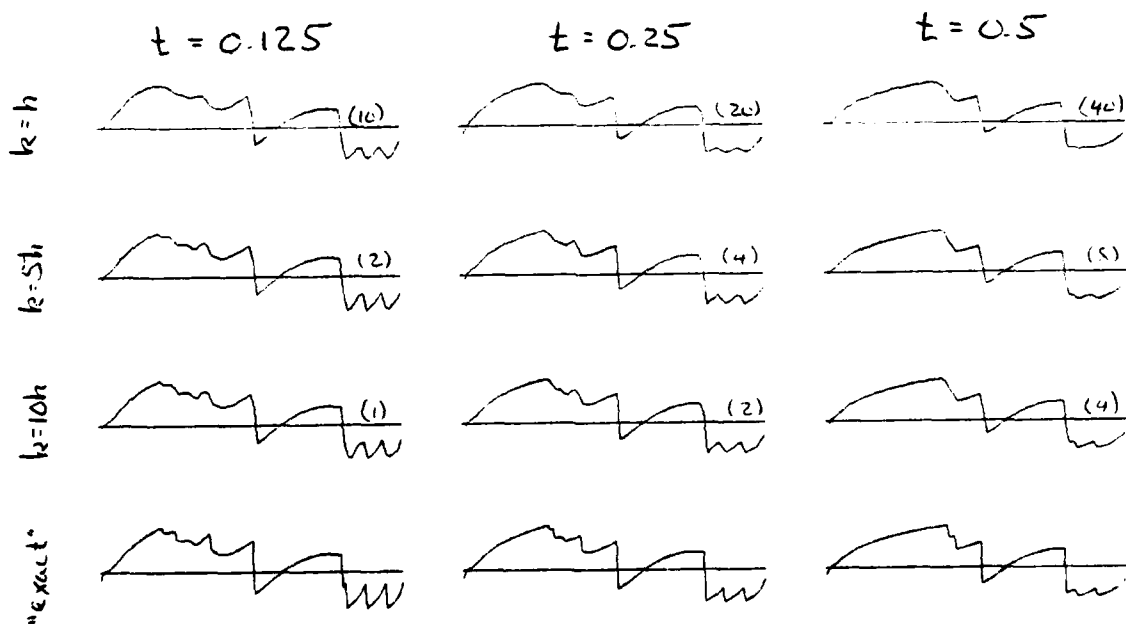 t = 0.125 t = 0.25 t = 0.5
k=h (10) (20) (40)
k=5h (2) (4) (8)
k=10h (1) (2) (4)
"exact"